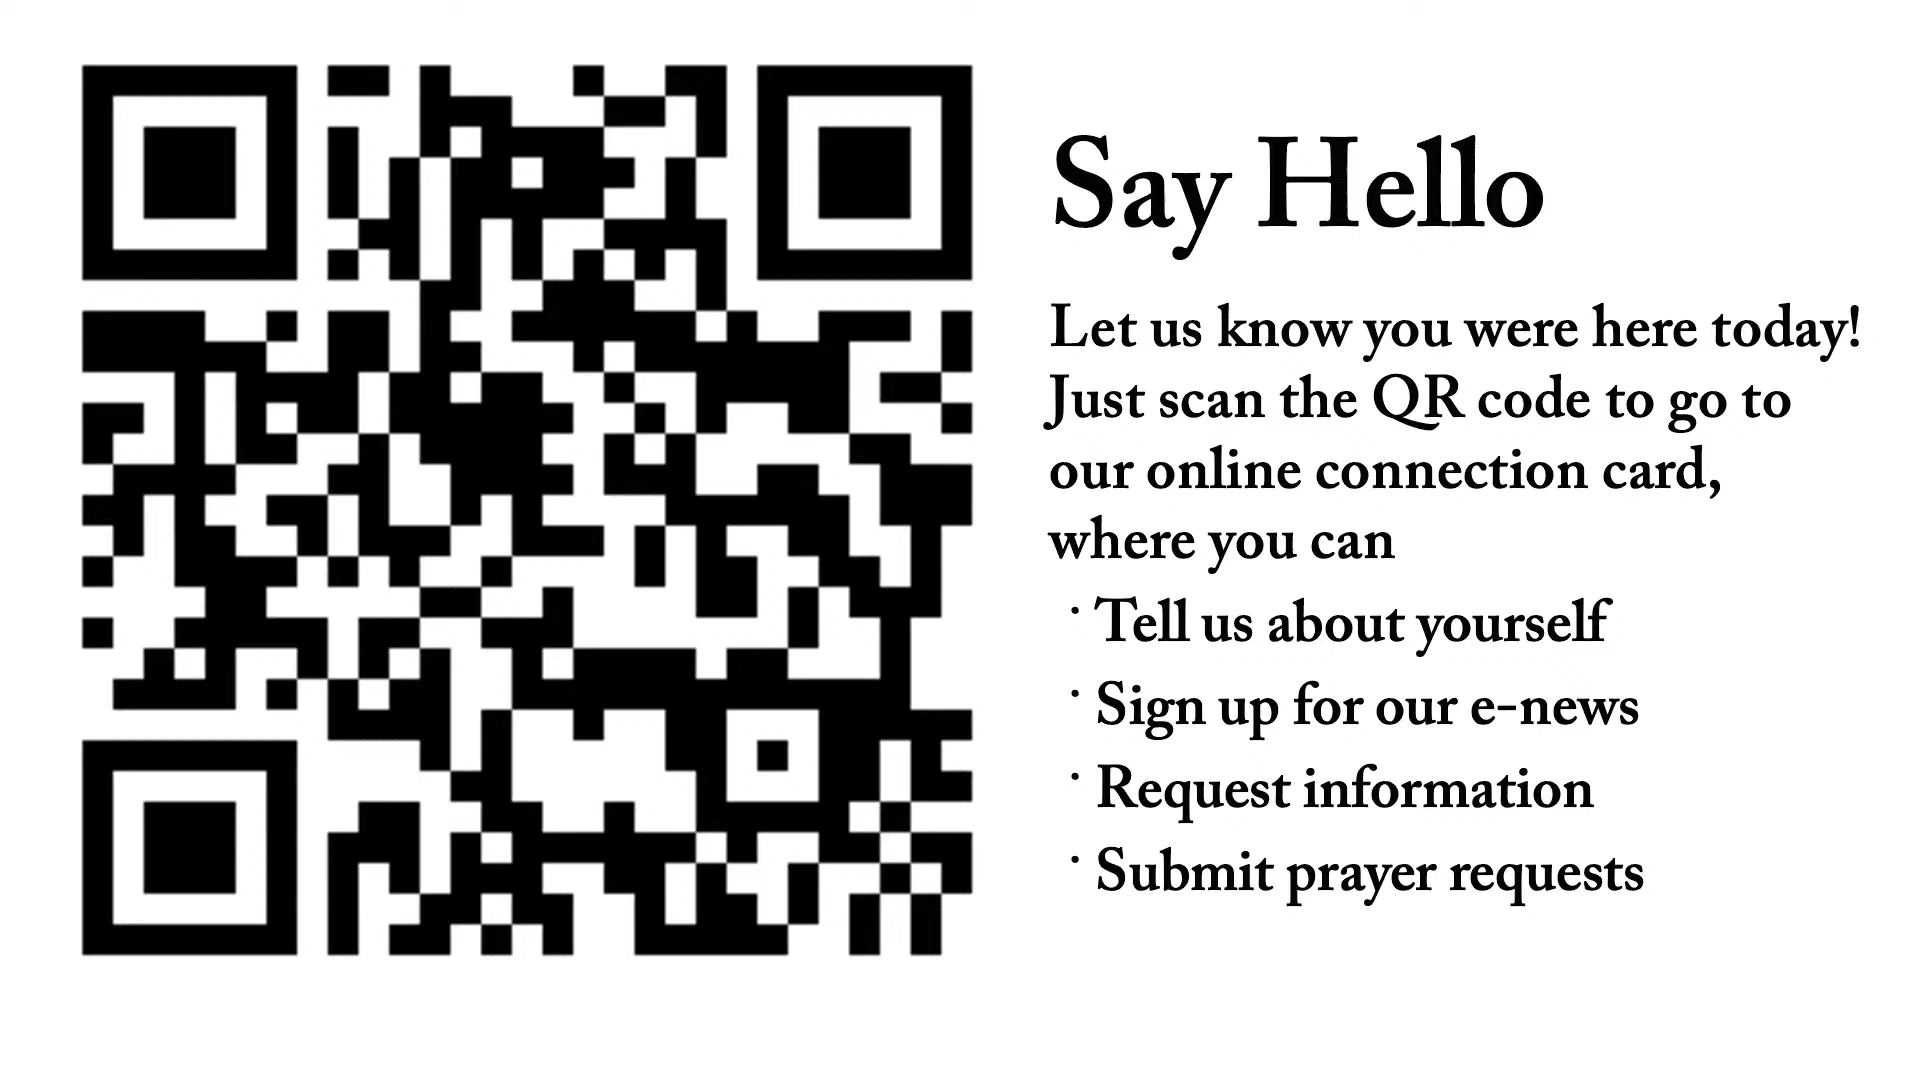 Say Hello
Let us know you were here today!
Just scan the QR code to go to
our online connection card,
where you can
· Tell us about yourself
· Sign up for our e-news
· Request information
· Submit prayer requests